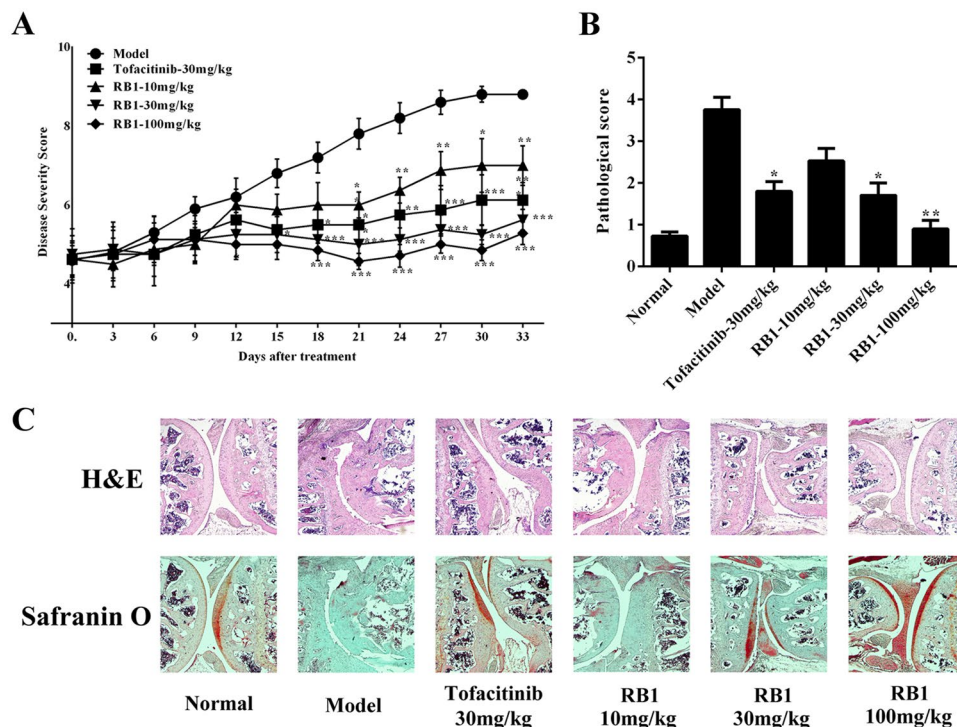 A
Disease Severity Score
10
8
6
4
Model
Tofacitinib-30mg/kg
RB1-10mg/kg
RB1-30mg/kg
RB1-100mg/kg
* ** ** * **
* * ** ** *** *
* *** *** *** *** *** ***
*** *** *** *** *** ***
0. 3 6 9 12 15 18 21 24 27 30 33
Days after treatment
B
Pathological score
5
4
3
2
1
0
* * **
Normal
Model
Tofacitinib-30mg/kg
RB1-10mg/kg
RB1-30mg/kg
RB1-100mg/kg
C
H&E
Safranin O
Normal
Model
Tofacitinib
30mg/kg
RB1
10mg/kg
RB1
30mg/kg
RB1
100mg/kg